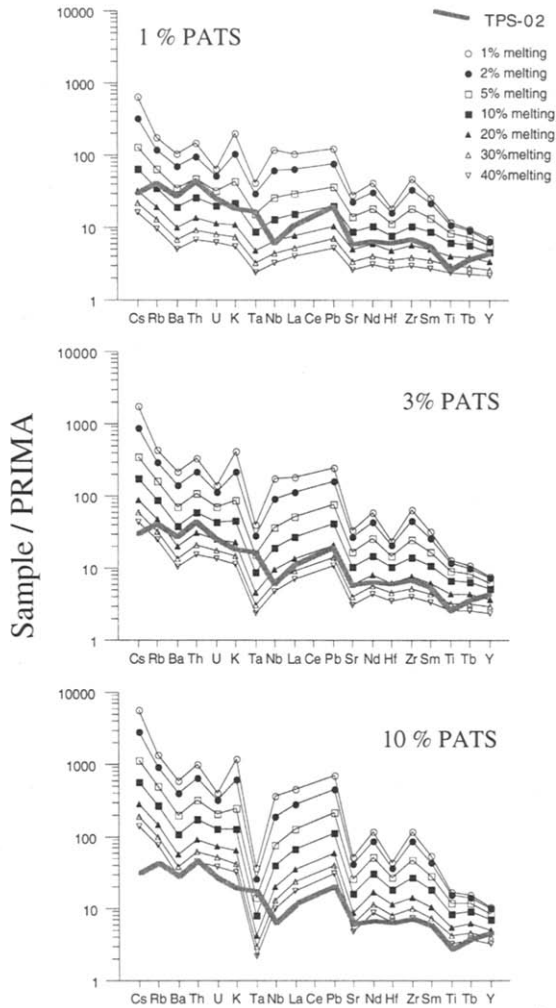 1 % PATS
TPS-02
1% melting
2% melting
5% melting
10% melting
20% melting
30%melting
40%melting
10000
1000
100
10
1
Cs Rb Ba Th U K Ta Nb La Ce Pb Sr Nd Hf Zr Sm Ti Tb Y
3% PATS
10000
1000
100
10
1
Cs Rb Ba Th U K Ta Nb La Ce Pb Sr Nd Hf Zr Sm Ti Tb Y
Sample / PRIMA
10 % PATS
10000
1000
100
10
1
Cs Rb Ba Th U K Ta Nb La Ce Pb Sr Nd Hf Zr Sm Ti Tb Y